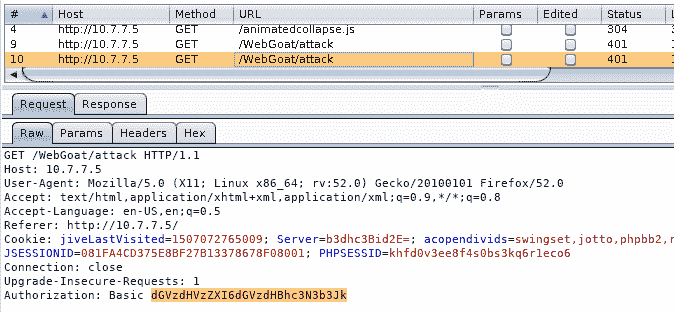 # Host Method URL Params Edited Status L
4 http://10.7.7.5 GET /animatedcollapse.js 304
9 http://10.7.7.5 GET /WebGoat/attack 401
10 http://10.7.7.5 GET /WebGoat/attack 401
Request Response
Raw Params Headers Hex
GET /WebGoat/attack HTTP/1.1
Host: 10.7.7.5
User-Agent: Mozilla/5.0 (X11; Linux x86_64; rv:52.0) Gecko/20100101 Firefox/52.0
Accept: text/html,application/xhtml+xml,application/xml;q=0.9,*/*;q=0.8
Accept-Language: en-US,en;q=0.5
Referer: http://10.7.7.5/
Cookie: jiveLastVisited=1507072765009; Server=b3dhc3Bid2E=; acopendivids=swingset,jotto,phpbb2,
JSESSIONID=081FA4CD375E8BF27B13378678F08001; PHPSESSID=khfd0v3ee8f4s0bs3kq6r1eco6
Connection: close
Upgrade-Insecure-Requests: 1
Authorization: Basic dGVzdHVzZXI6dGVzdHBhc3N3b3Jk